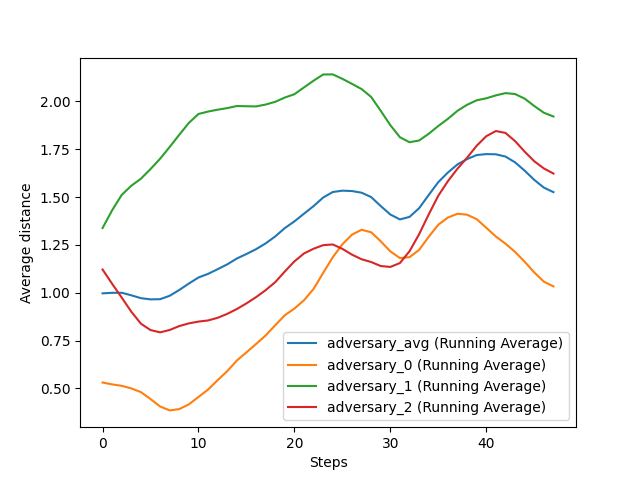 2.00
1.75
1.50
1.25
1.00
0.75
0.50
Average distance
adversary_avg (Running Average)
adversary_0 (Running Average)
adversary_1 (Running Average)
adversary_2 (Running Average)
0 10 20 30 40
Steps